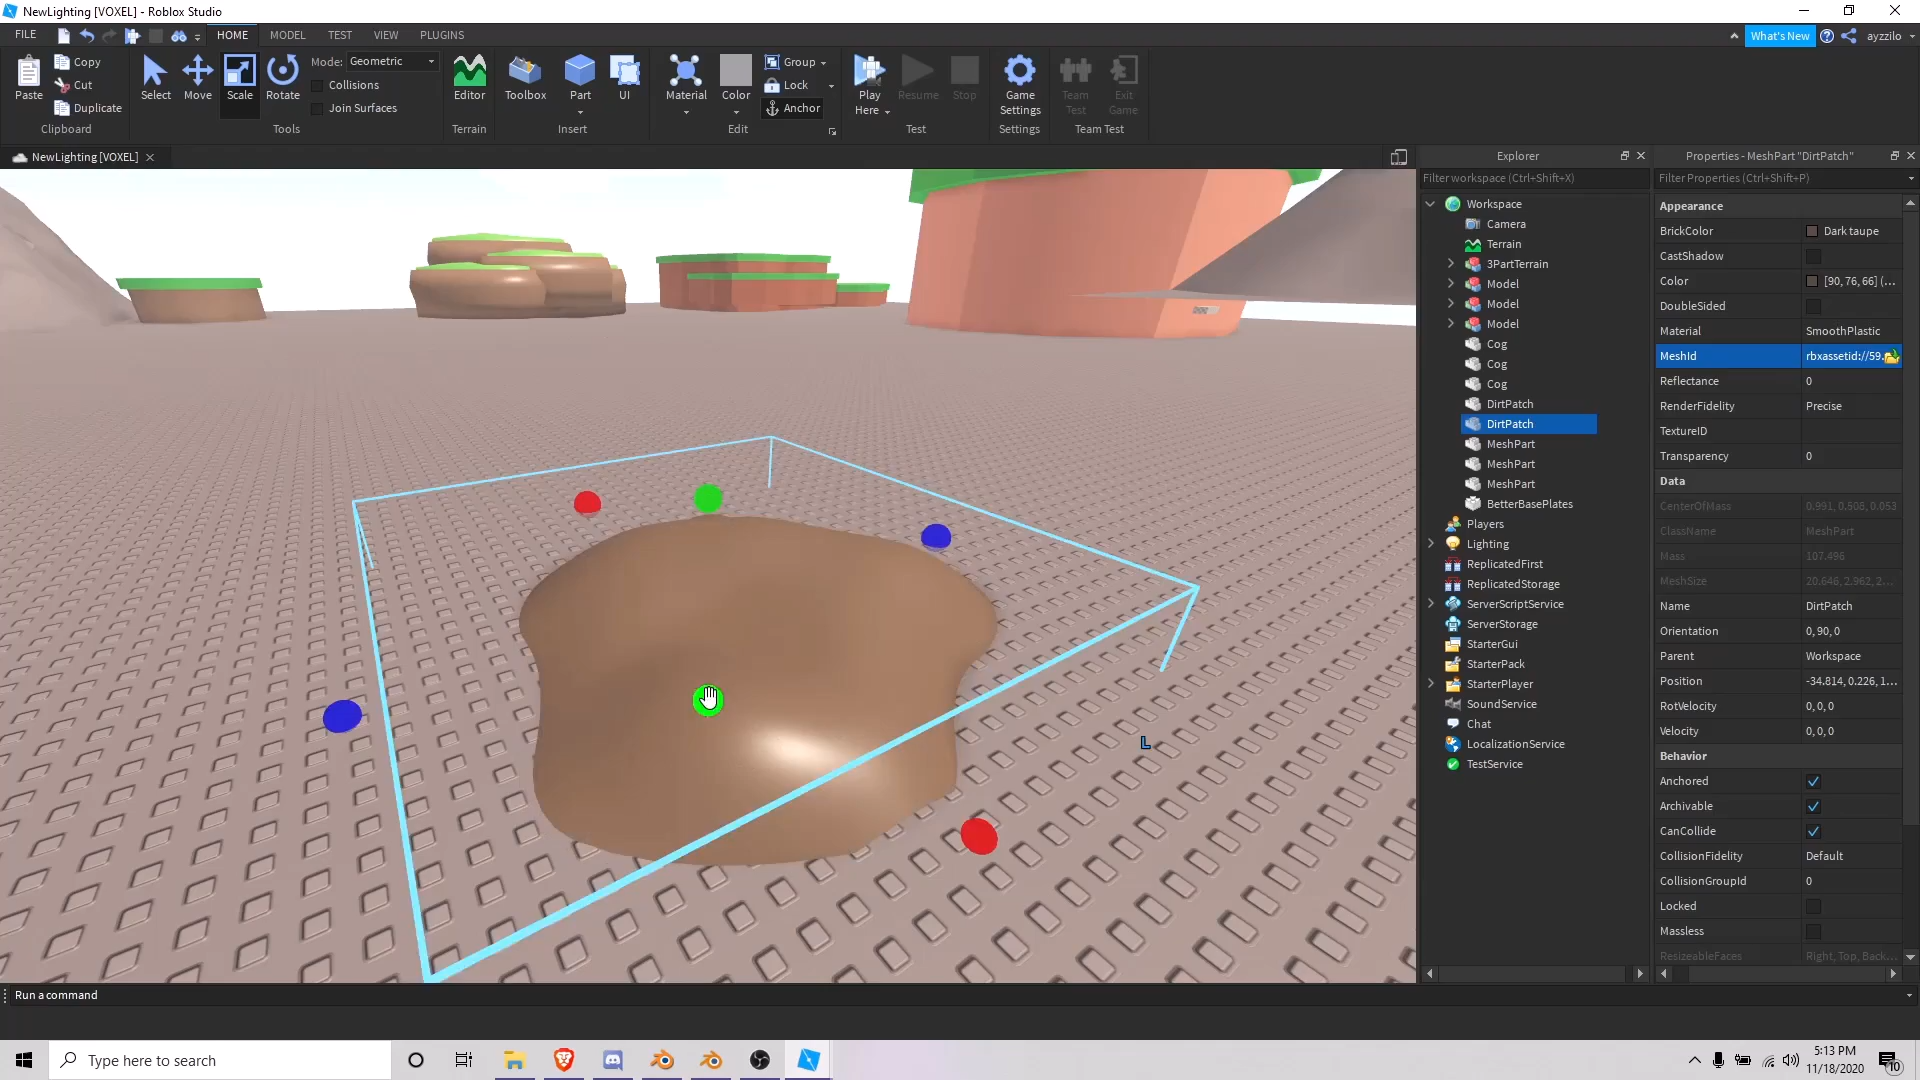 NewLighting [VOXEL] - Roblox Studio
FILE HOME MODEL TEST VIEW PLUGINS What's New ayzzilo
Paste Copy Cut Duplicate Clipboard
Select Move Scale Rotate Mode: Geometric Collisions Join Surfaces Tools
Editor Terrain
Toolbox Part UI Insert
Material Color Group Lock Anchor Edit
Play Here Resume Stop Test
Game Settings Settings
Team Test Exit Game Team Test
NewLighting [VOXEL]
Explorer
Filter workspace (Ctrl+Shift+X)
Workspace
Camera
Terrain
3PartTerrain
Model
Model
Model
Cog
Cog
Cog
DirtPatch
DirtPatch
MeshPart
MeshPart
MeshPart
BetterBasePlates
Players
Lighting
ReplicatedFirst
ReplicatedStorage
ServerScriptService
ServerStorage
StarterGui
StarterPack
StarterPlayer
SoundService
Chat
LocalizationService
TestService
Properties - MeshPart "DirtPatch"
Filter Properties (Ctrl+Shift+P)
Appearance
BrickColor Dark taupe
CastShadow
Color [90, 76, 66] (...
DoubleSided
Material SmoothPlastic
MeshId rbxassetid://59...
Reflectance 0
RenderFidelity Precise
TextureID
Transparency 0
Data
CenterOfMass 0.991, 0.508, 0.053
ClassName MeshPart
Mass 107.496
MeshSize 20.646, 2.962, 2...
Name DirtPatch
Orientation 0, 90, 0
Parent Workspace
Position -34.814, 0.226, 1...
RotVelocity 0, 0, 0
Velocity 0, 0, 0
Behavior
Anchored
Archivable
CanCollide
CollisionFidelity Default
CollisionGroupId 0
Locked
Massless
ResizeableFaces Right, Top, Back...
L
Run a command
Type here to search
5:13 PM
11/18/2020
10